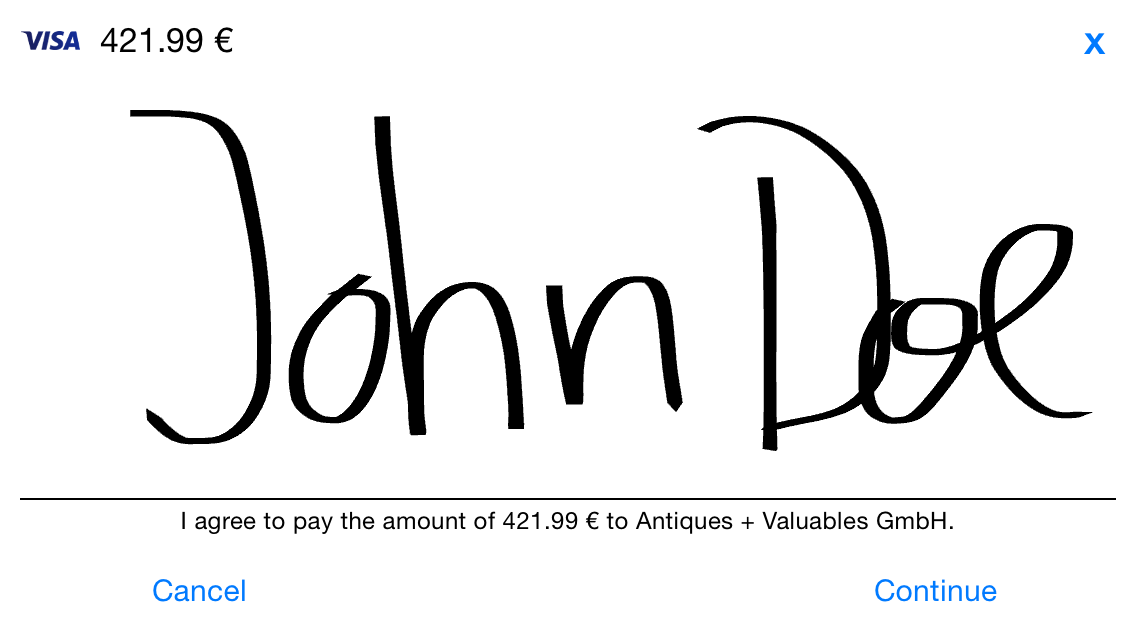 VISA 421.99 € x
John Doe
I agree to pay the amount of 421.99 € to Antiques + Valuables GmbH.
Cancel Continue